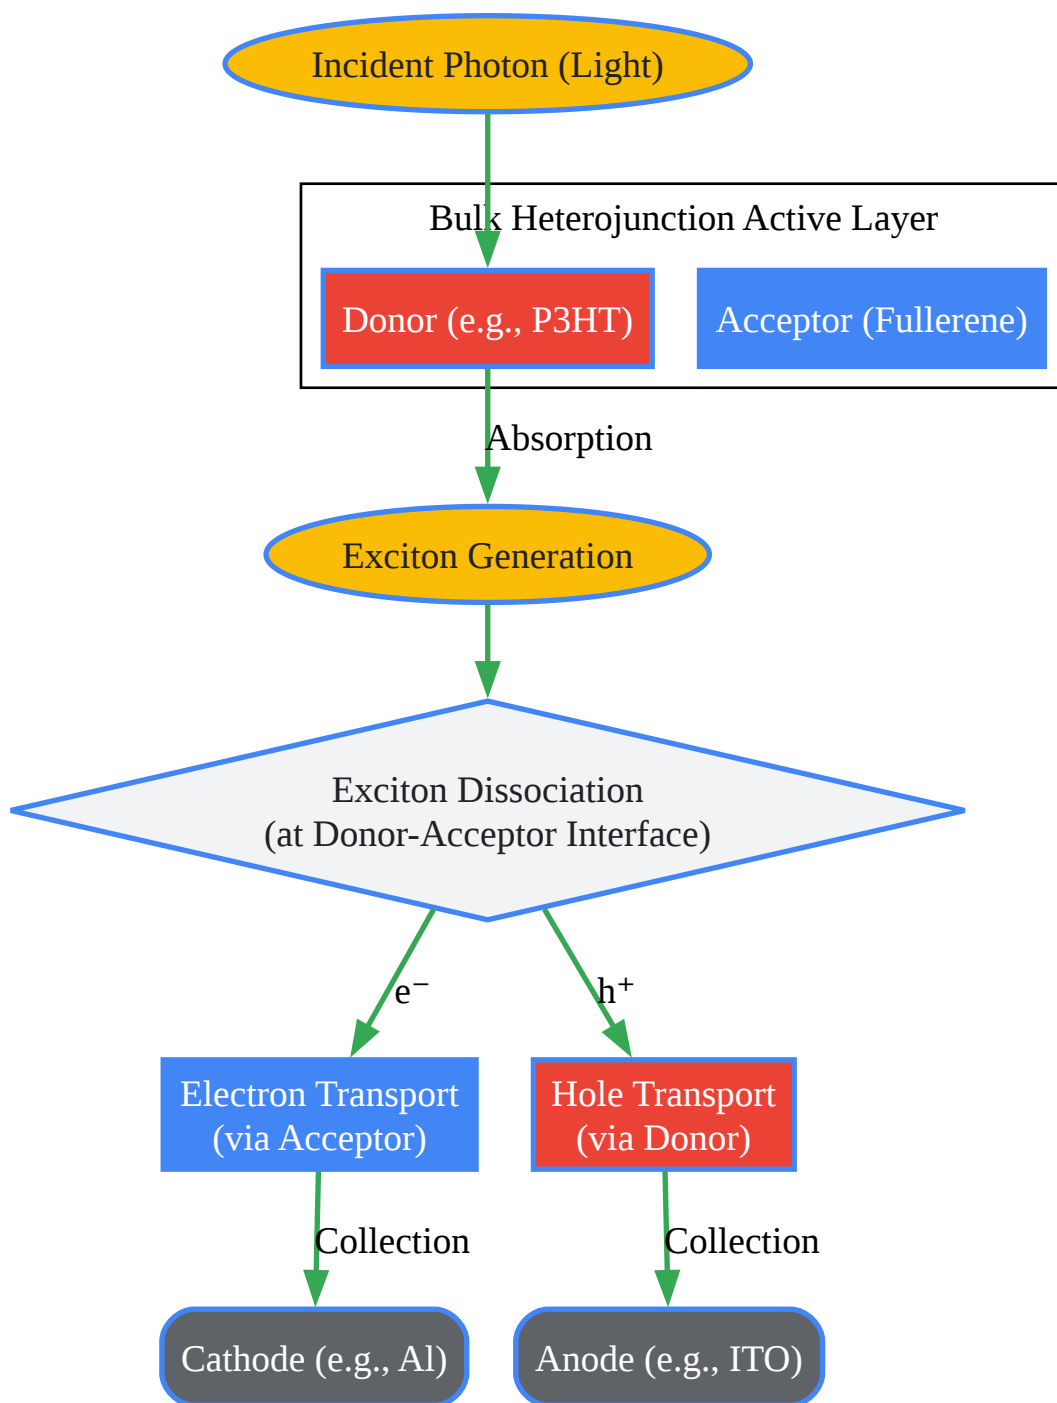 Incident Photon (Light)
Bulk Heterojunction Active Layer
Donor (e.g., P3HT)
Acceptor (Fullerene)
Absorption
Exciton Generation
Exciton Dissociation
(at Donor-Acceptor Interface)
e⁻
h⁺
Electron Transport
(via Acceptor)
Hole Transport
(via Donor)
Collection
Collection
Cathode (e.g., Al)
Anode (e.g., ITO)